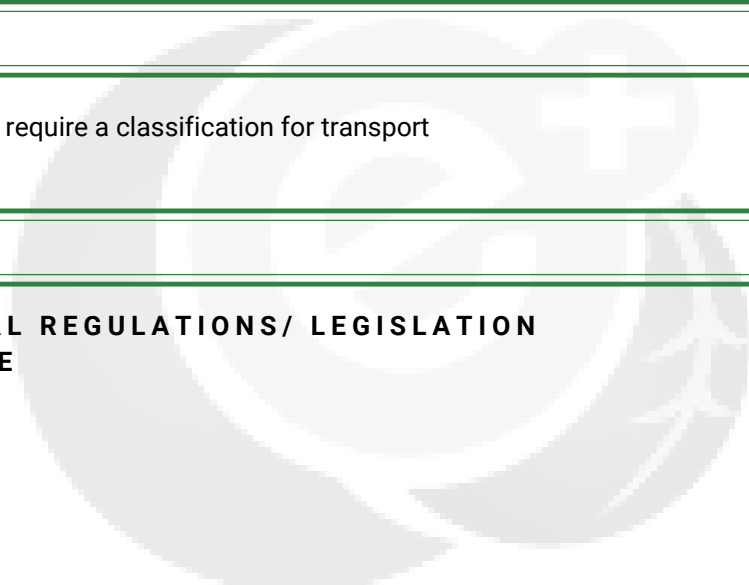 require a classification for transport
L REGULATIONS/ LEGISLATION
E